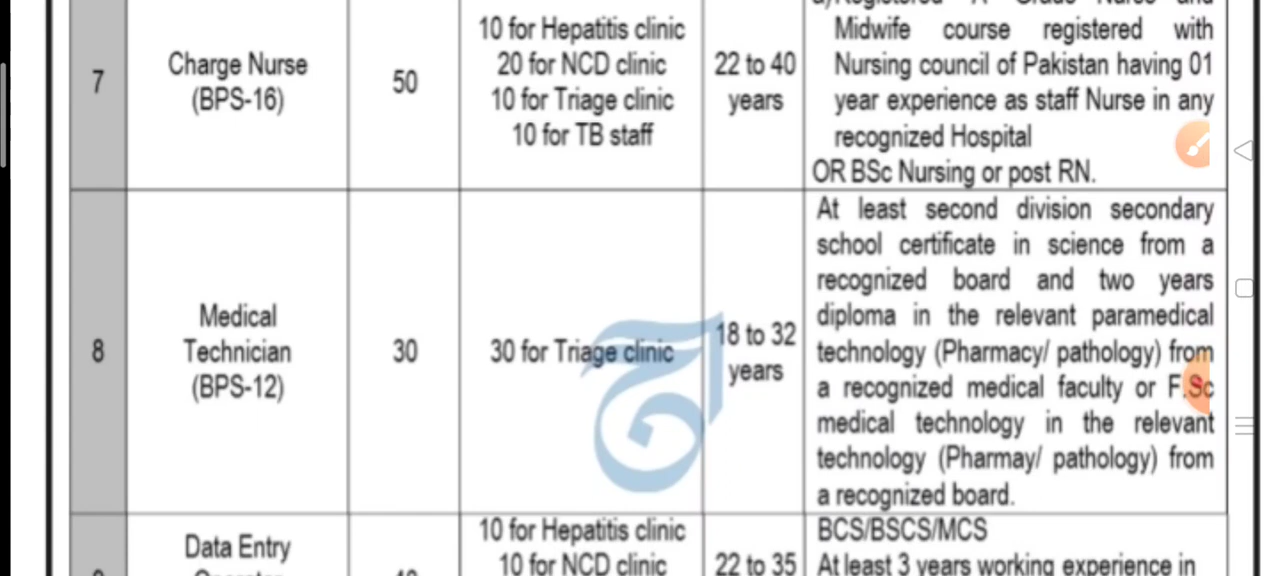 a) Registered "A" Grade Nurse and
7
Charge Nurse
(BPS-16)
50
10 for Hepatitis clinic
20 for NCD clinic
10 for Triage clinic
10 for TB staff
22 to 40
years
Midwife course registered with
Nursing council of Pakistan having 01
year experience as staff Nurse in any
recognized Hospital
OR BSc Nursing or post RN.
8
Medical
Technician
(BPS-12)
30
30 for Triage clinic
18 to 32
years
At least second division secondary
school certificate in science from a
recognized board and two years
diploma in the relevant paramedical
technology (Pharmacy/ pathology) from
a recognized medical faculty or F.Sc
medical technology in the relevant
technology (Pharmay/ pathology) from
a recognized board.
Data Entry
Operator
10 for Hepatitis clinic
10 for NCD clinic
22 to 35
BCS/BSCS/MCS
At least 3 years working experience in